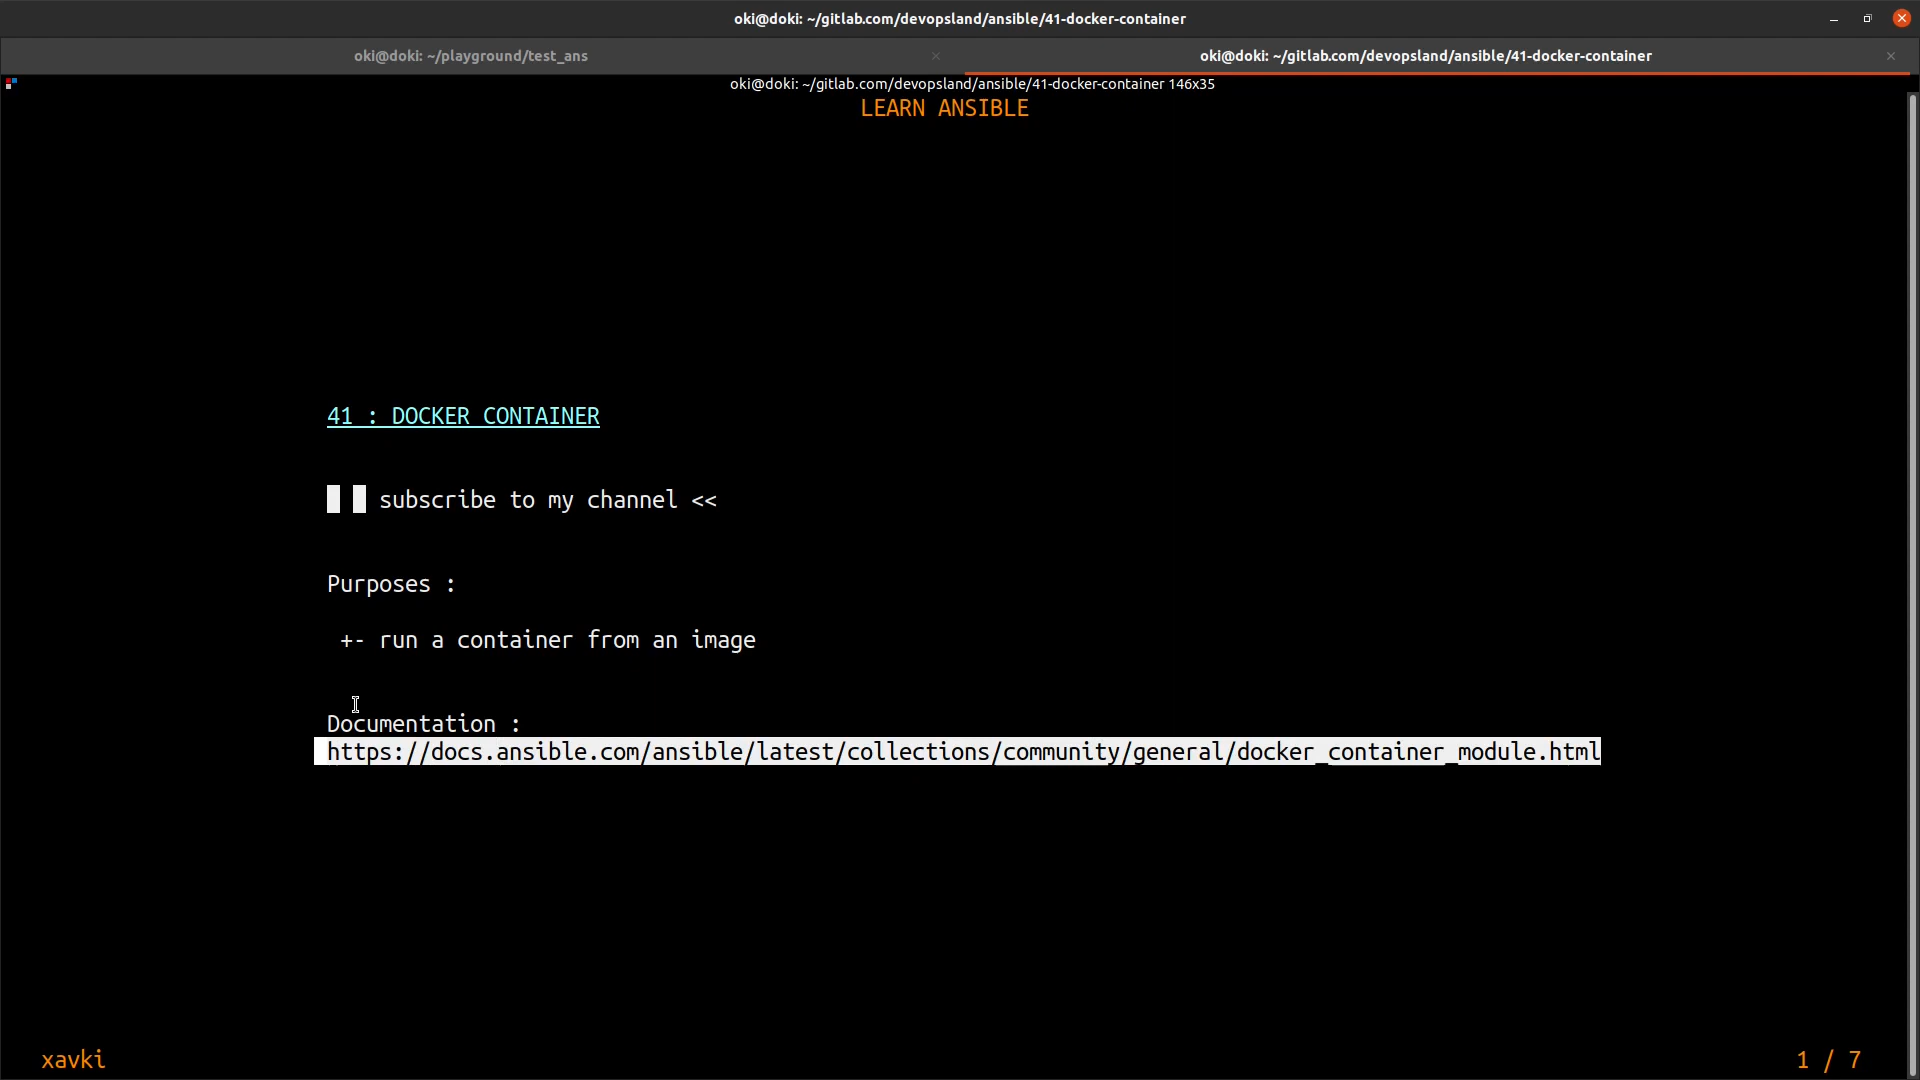 oki@doki: ~/gitlab.com/devopsland/ansible/41-docker-container
oki@doki: ~/playground/test_ans
oki@doki: ~/gitlab.com/devopsland/ansible/41-docker-container
oki@doki: ~/gitlab.com/devopsland/ansible/41-docker-container 146x35
LEARN ANSIBLE
41 : DOCKER CONTAINER
subscribe to my channel <<
Purposes :
+- run a container from an image
Documentation :
https://docs.ansible.com/ansible/latest/collections/community/general/docker_container_module.html
xavki
1 / 7